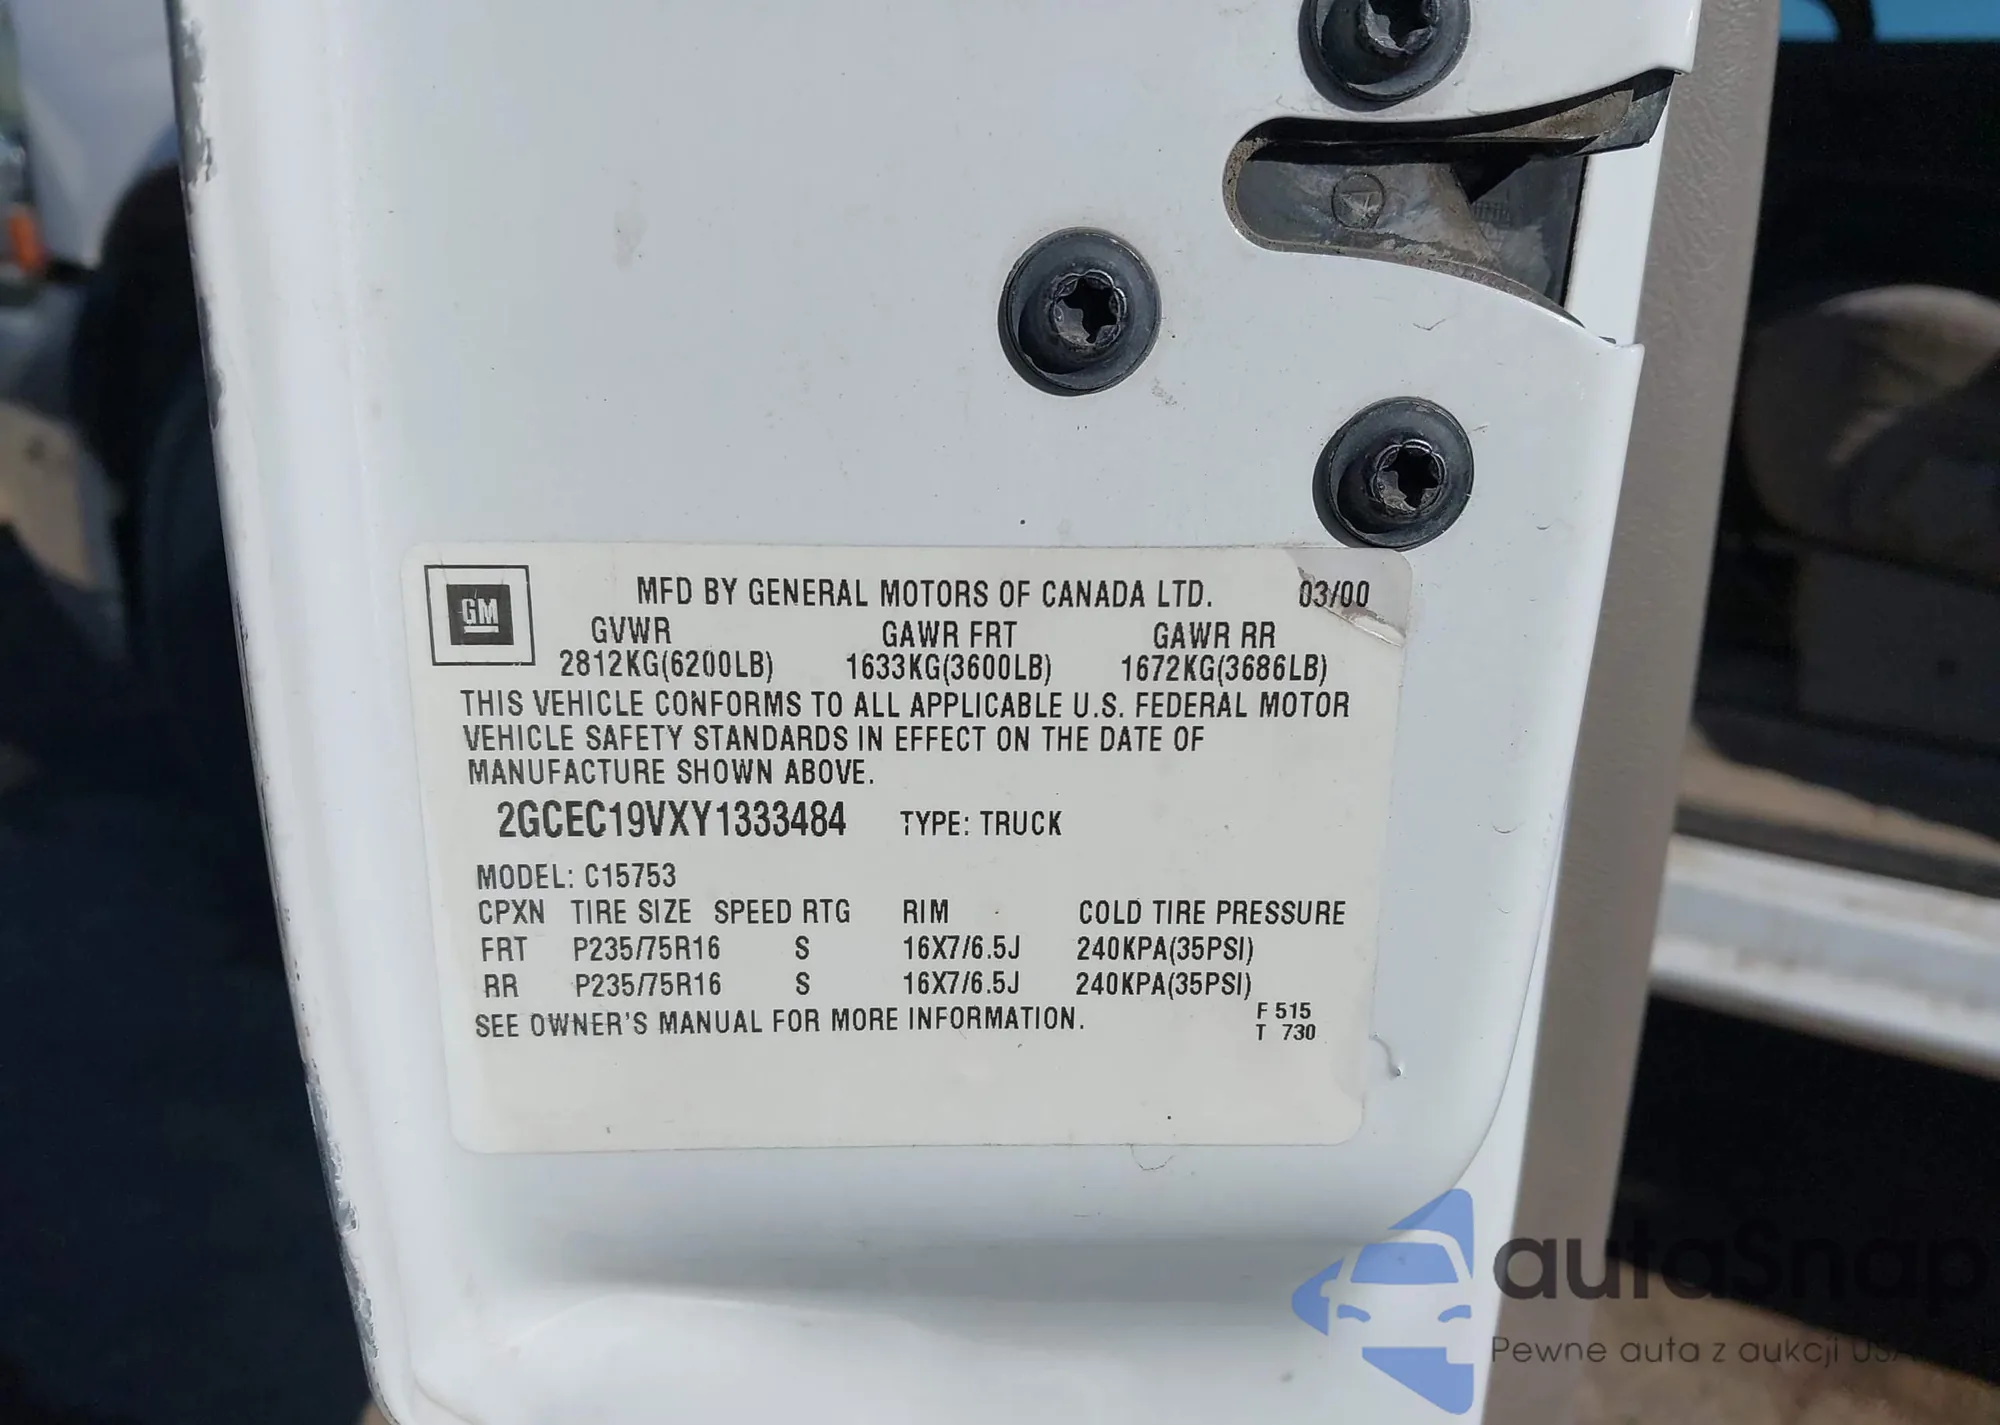 GM
MFD BY GENERAL MOTORS OF CANADA LTD. 03/00
GVWR GAWR FRT GAWR RR
2812KG(6200LB) 1633KG(3600LB) 1672KG(3686LB)
THIS VEHICLE CONFORMS TO ALL APPLICABLE U.S. FEDERAL MOTOR
VEHICLE SAFETY STANDARDS IN EFFECT ON THE DATE OF
MANUFACTURE SHOWN ABOVE.
2GCEC19VXY1333484 TYPE: TRUCK
MODEL: C15753
CPXN TIRE SIZE SPEED RTG RIM COLD TIRE PRESSURE
FRT P235/75R16 S 16X7/6.5J 240KPA(35PSI)
RR P235/75R16 S 16X7/6.5J 240KPA(35PSI)
SEE OWNER'S MANUAL FOR MORE INFORMATION.
F 515
T 730
autoSnap
Pewne auta z aukcji USA